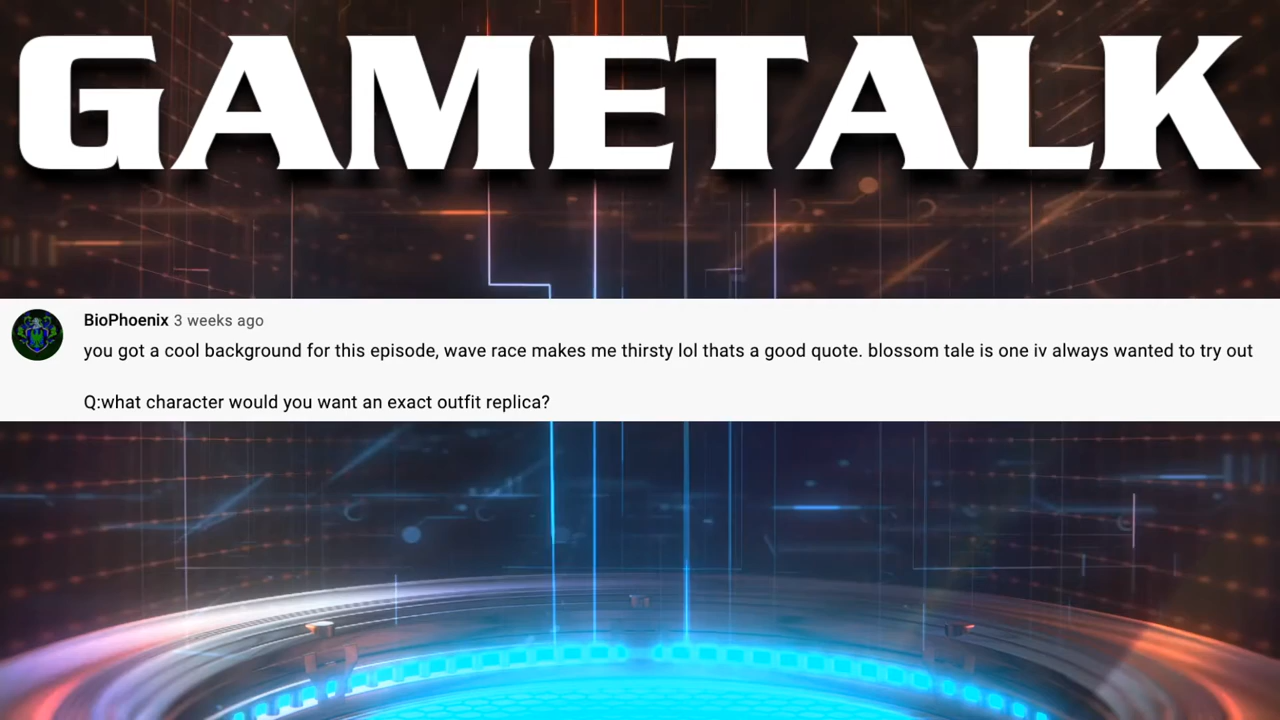 GAMETALK
BioPhoenix 3 weeks ago
you got a cool background for this episode, wave race makes me thirsty lol thats a good quote. blossom tale is one iv always wanted to try out
Q:what character would you want an exact outfit replica?